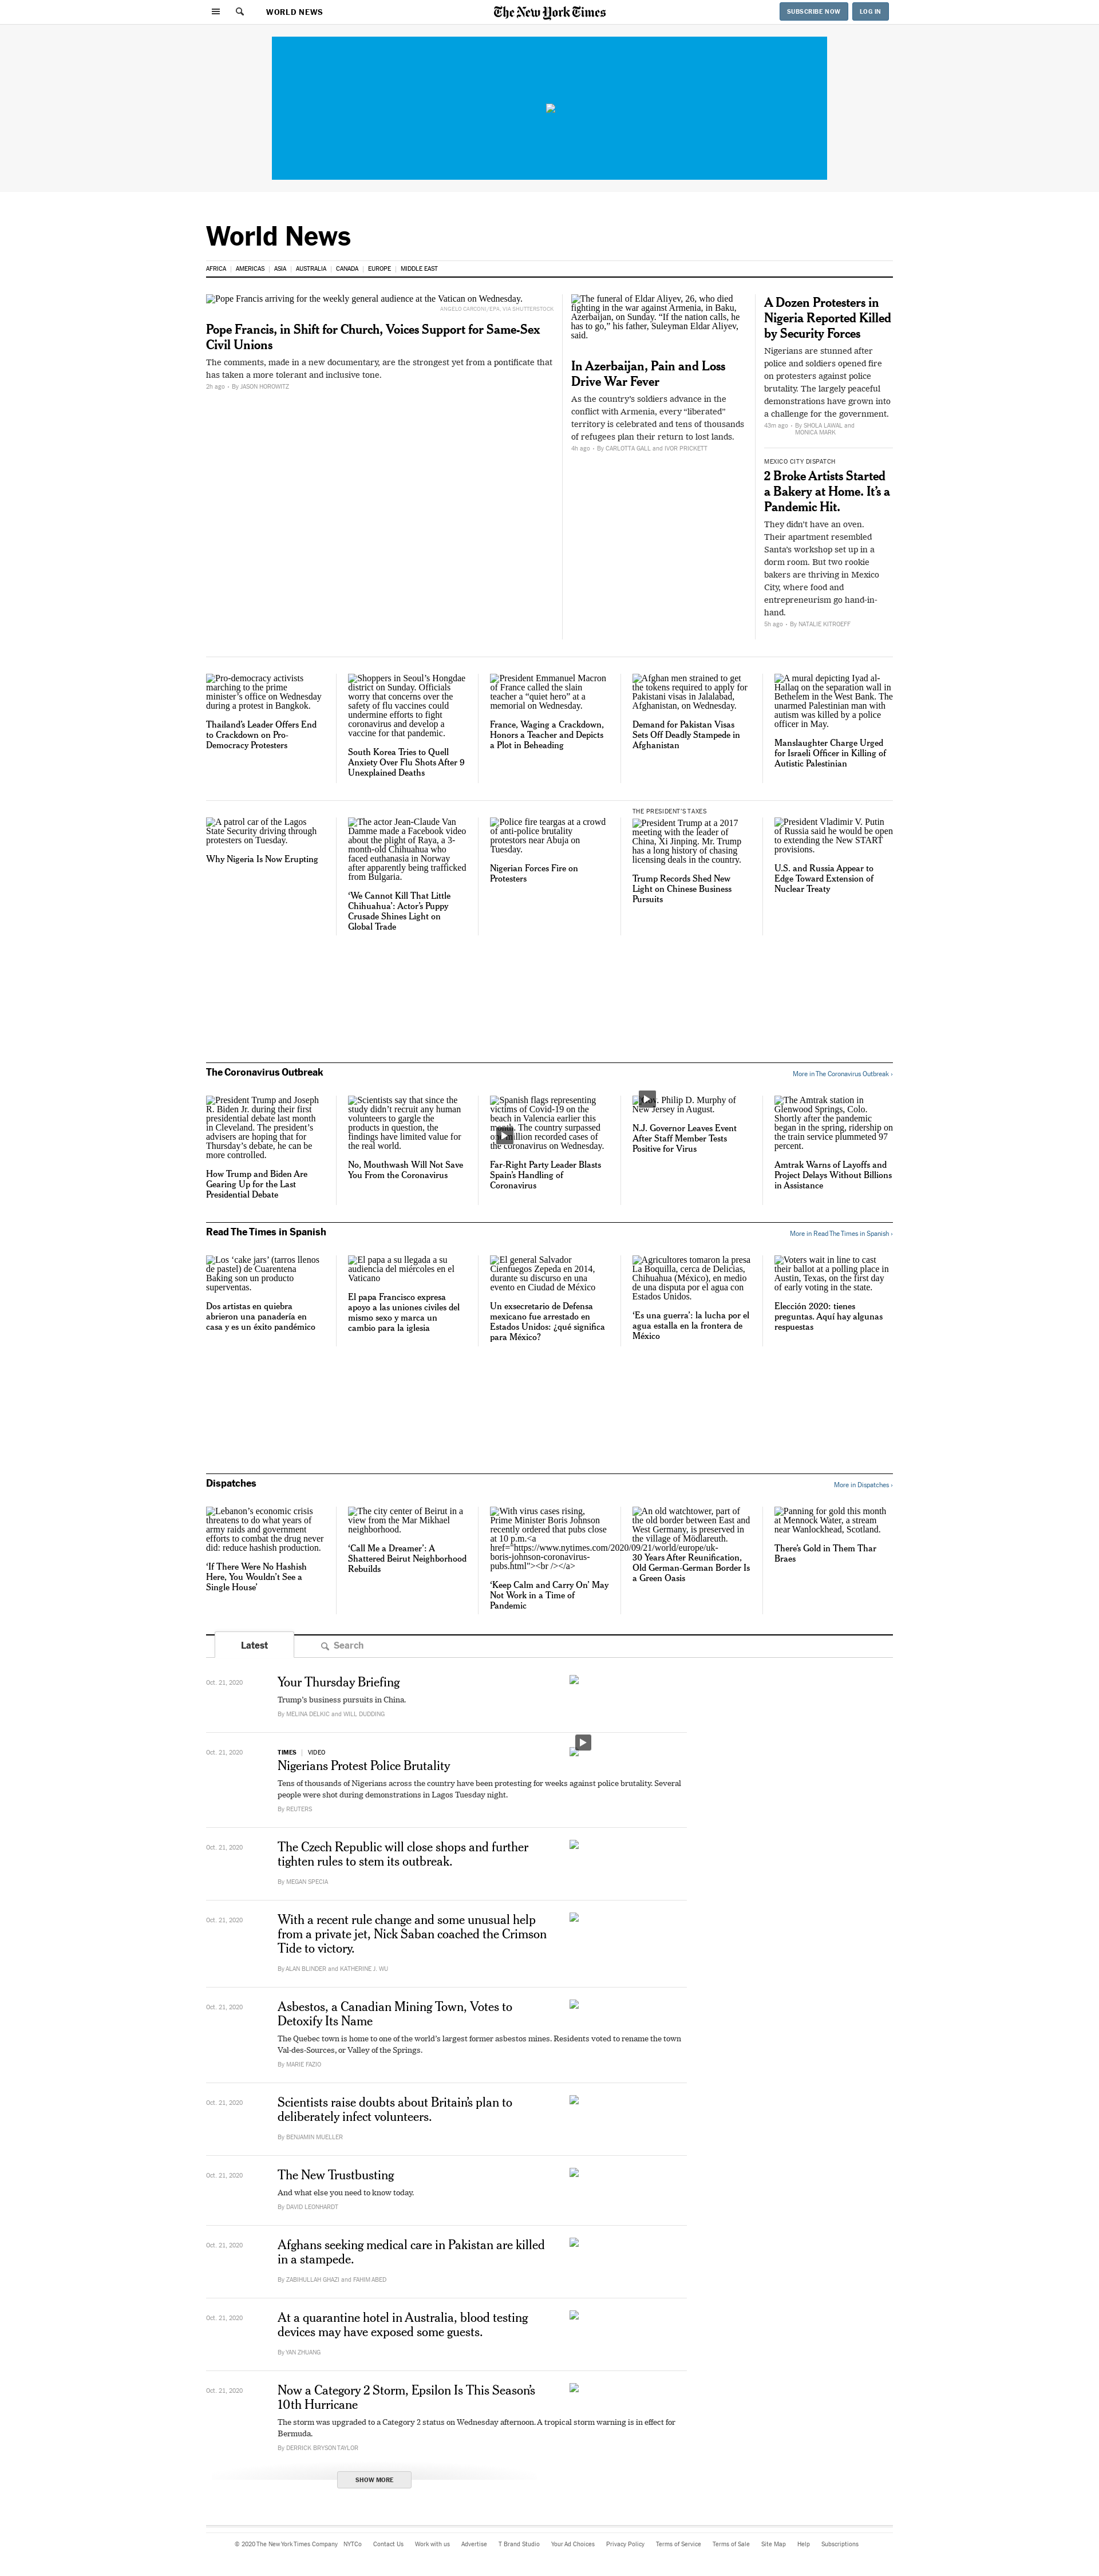 WORLD NEWS
The New York Times
SUBSCRIBE NOW
LOG IN
World News
AFRICA | AMERICAS | ASIA | AUSTRALIA | CANADA | EUROPE | MIDDLE EAST
Pope Francis arriving for the weekly general audience at the Vatican on Wednesday.
ANGELO CARCONI/EPA, VIA SHUTTERSTOCK
Pope Francis, in Shift for Church, Voices Support for Same-Sex
Civil Unions
The comments, made in a new documentary, are the strongest yet from a pontificate that
has taken a more tolerant and inclusive tone.
2h ago · By JASON HOROWITZ
The funeral of Eldar Aliyev, 26, who died
fighting in the war against Armenia, in Baku,
Azerbaijan, on Sunday. “If the nation calls, he
has to go,” his father, Suleyman Eldar Aliyev,
said.
In Azerbaijan, Pain and Loss
Drive War Fever
As the country’s soldiers advance in the
conflict with Armenia, every “liberated”
territory is celebrated and tens of thousands
of refugees plan their return to lost lands.
4h ago · By CARLOTTA GALL and IVOR PRICKETT
A Dozen Protesters in
Nigeria Reported Killed
by Security Forces
Nigerians are stunned after
police and soldiers opened fire
on protesters against police
brutality. The largely peaceful
demonstrations have grown into
a challenge for the government.
43m ago · By SHOLA LAWAL and
MONICA MARK
MEXICO CITY DISPATCH
2 Broke Artists Started
a Bakery at Home. It’s a
Pandemic Hit.
They didn’t have an oven.
Their apartment resembled
Santa’s workshop set up in a
dorm room. But two rookie
bakers are thriving in Mexico
City, where food and
entrepreneurism go hand-in-
hand.
5h ago · By NATALIE KITROEFF
Pro-democracy activists
marching to the prime
minister’s office on Wednesday
during a protest in Bangkok.
Thailand’s Leader Offers End
to Crackdown on Pro-
Democracy Protesters
Shoppers in Seoul’s Hongdae
district on Sunday. Officials
worry that concerns over the
safety of flu vaccines could
undermine efforts to fight
coronavirus and develop a
vaccine for that pandemic.
South Korea Tries to Quell
Anxiety Over Flu Shots After 9
Unexplained Deaths
President Emmanuel Macron
of France called the slain
teacher a “quiet hero” at a
memorial on Wednesday.
France, Waging a Crackdown,
Honors a Teacher and Depicts
a Plot in Beheading
Afghan men strained to get
the tokens required to apply for
Pakistani visas in Jalalabad,
Afghanistan, on Wednesday.
Demand for Pakistan Visas
Sets Off Deadly Stampede in
Afghanistan
A mural depicting Iyad al-
Hallaq on the separation wall in
Bethelem in the West Bank. The
unarmed Palestinian man with
autism was killed by a police
officer in May.
Manslaughter Charge Urged
for Israeli Officer in Killing of
Autistic Palestinian
A patrol car of the Lagos
State Security driving through
protesters on Tuesday.
Why Nigeria Is Now Erupting
The actor Jean-Claude Van
Damme made a Facebook video
about the plight of Raya, a 3-
month-old Chihuahua who
faced euthanasia in Norway
after apparently being trafficked
from Bulgaria.
‘We Cannot Kill That Little
Chihuahua’: Actor’s Puppy
Crusade Shines Light on
Global Trade
Police fire teargas at a crowd
of anti-police brutality
protestors near Abuja on
Tuesday.
Nigerian Forces Fire on
Protesters
THE PRESIDENT’S TAXES
President Trump at a 2017
meeting with the leader of
China, Xi Jinping. Mr. Trump
has a long history of chasing
licensing deals in the country.
Trump Records Shed New
Light on Chinese Business
Pursuits
President Vladimir V. Putin
of Russia said he would be open
to extending the New START
provisions.
U.S. and Russia Appear to
Edge Toward Extension of
Nuclear Treaty
The Coronavirus Outbreak
More in The Coronavirus Outbreak ›
President Trump and Joseph
R. Biden Jr. during their first
presidential debate last month
in Cleveland. The president’s
advisers are hoping that for
Thursday’s debate, he can be
more controlled.
How Trump and Biden Are
Gearing Up for the Last
Presidential Debate
Scientists say that since the
study didn’t recruit any human
volunteers to gargle the
products in question, the
findings have limited value for
the real world.
No, Mouthwash Will Not Save
You From the Coronavirus
Spanish flags representing
victims of Covid-19 on the
beach in Valencia earlier this
The country surpassed
recorded cases of
the coronavirus on Wednesday.
Far-Right Party Leader Blasts
Spain’s Handling of
Coronavirus
Philip D. Murphy of
New Jersey in August.
N.J. Governor Leaves Event
After Staff Member Tests
Positive for Virus
The Amtrak station in
Glenwood Springs, Colo.
Shortly after the pandemic
began in the spring, ridership on
the train service plummeted 97
percent.
Amtrak Warns of Layoffs and
Project Delays Without Billions
in Assistance
Read The Times in Spanish
More in Read The Times in Spanish ›
Los ‘cake jars’ (tarros llenos
de pastel) de Cuarentena
Baking son un producto
superventas.
Dos artistas en quiebra
abrieron una panadería en
casa y es un éxito pandémico
El papa a su llegada a su
audiencia del miércoles en el
Vaticano
El papa Francisco expresa
apoyo a las uniones civiles del
mismo sexo y marca un
cambio para la iglesia
El general Salvador
Cienfuegos Zepeda en 2014,
durante su discurso en una
evento en Ciudad de México
Un exsecretario de Defensa
mexicano fue arrestado en
Estados Unidos: ¿qué significa
para México?
Agricultores tomaron la presa
La Boquilla, cerca de Delicias,
Chihuahua (México), en medio
de una disputa por el agua con
Estados Unidos.
‘Es una guerra’: la lucha por el
agua estalla en la frontera de
México
Voters wait in line to cast
their ballot at a polling place in
Austin, Texas, on the first day
of early voting in the state.
Elección 2020: tienes
preguntas. Aquí hay algunas
respuestas
Dispatches
More in Dispatches ›
Lebanon’s economic crisis
threatens to do what years of
army raids and government
efforts to combat the drug never
did: reduce hashish production.
‘If There Were No Hashish
Here, You Wouldn’t See a
Single House’
The city center of Beirut in a
view from the Mar Mikhael
neighborhood.
‘Call Me a Dreamer’: A
Shattered Beirut Neighborhood
Rebuilds
With virus cases rising,
Prime Minister Boris Johnson
recently ordered that pubs close
at 10 p.m.<a
href="https://www.nytimes.com/2020/09/21/world/europe/uk-
boris-johnson-coronavirus-
pubs.html"><br /></a>
‘Keep Calm and Carry On’ May
Not Work in a Time of
Pandemic
An old watchtower, part of
the old border between East and
West Germany, is preserved in
the village of Mödlareuth.
30 Years After Reunification,
Old German-German Border Is
a Green Oasis
Panning for gold this month
at Mennock Water, a stream
near Wanlockhead, Scotland.
There’s Gold in Them Thar
Braes
Latest
Search
Oct. 21, 2020
Your Thursday Briefing
Trump’s business pursuits in China.
By MELINA DELKIC and WILL DUDDING
Oct. 21, 2020
TIMES | VIDEO
Nigerians Protest Police Brutality
Tens of thousands of Nigerians across the country have been protesting for weeks against police brutality. Several
people were shot during demonstrations in Lagos Tuesday night.
By REUTERS
Oct. 21, 2020
The Czech Republic will close shops and further
tighten rules to stem its outbreak.
By MEGAN SPECIA
Oct. 21, 2020
With a recent rule change and some unusual help
from a private jet, Nick Saban coached the Crimson
Tide to victory.
By ALAN BLINDER and KATHERINE J. WU
Oct. 21, 2020
Asbestos, a Canadian Mining Town, Votes to
Detoxify Its Name
The Quebec town is home to one of the world’s largest former asbestos mines. Residents voted to rename the town
Val-des-Sources, or Valley of the Springs.
By MARIE FAZIO
Oct. 21, 2020
Scientists raise doubts about Britain’s plan to
deliberately infect volunteers.
By BENJAMIN MUELLER
Oct. 21, 2020
The New Trustbusting
And what else you need to know today.
By DAVID LEONHARDT
Oct. 21, 2020
Afghans seeking medical care in Pakistan are killed
in a stampede.
By ZABIHULLAH GHAZI and FAHIM ABED
Oct. 21, 2020
At a quarantine hotel in Australia, blood testing
devices may have exposed some guests.
By YAN ZHUANG
Oct. 21, 2020
Now a Category 2 Storm, Epsilon Is This Season’s
10th Hurricane
The storm was upgraded to a Category 2 status on Wednesday afternoon. A tropical storm warning is in effect for
Bermuda.
By DERRICK BRYSON TAYLOR
SHOW MORE
© 2020 The New York Times Company NYTCo Contact Us Work with us Advertise T Brand Studio Your Ad Choices Privacy Policy Terms of Service Terms of Sale Site Map Help Subscriptions